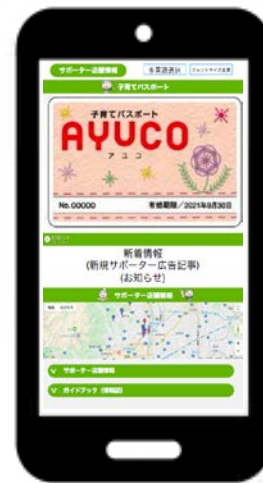 サポーター店舗情報
多言語選択
フォントサイズ変更
子育てパスポート
子育てパスポート
AYUCO
アユコ
No.00000
有効期限／2021年9月30日
新着情報
(新規サポーター広告記事)
(お知らせ)
サポーター店舗情報
サポーター店舗情報
ガイドブック（情報誌）